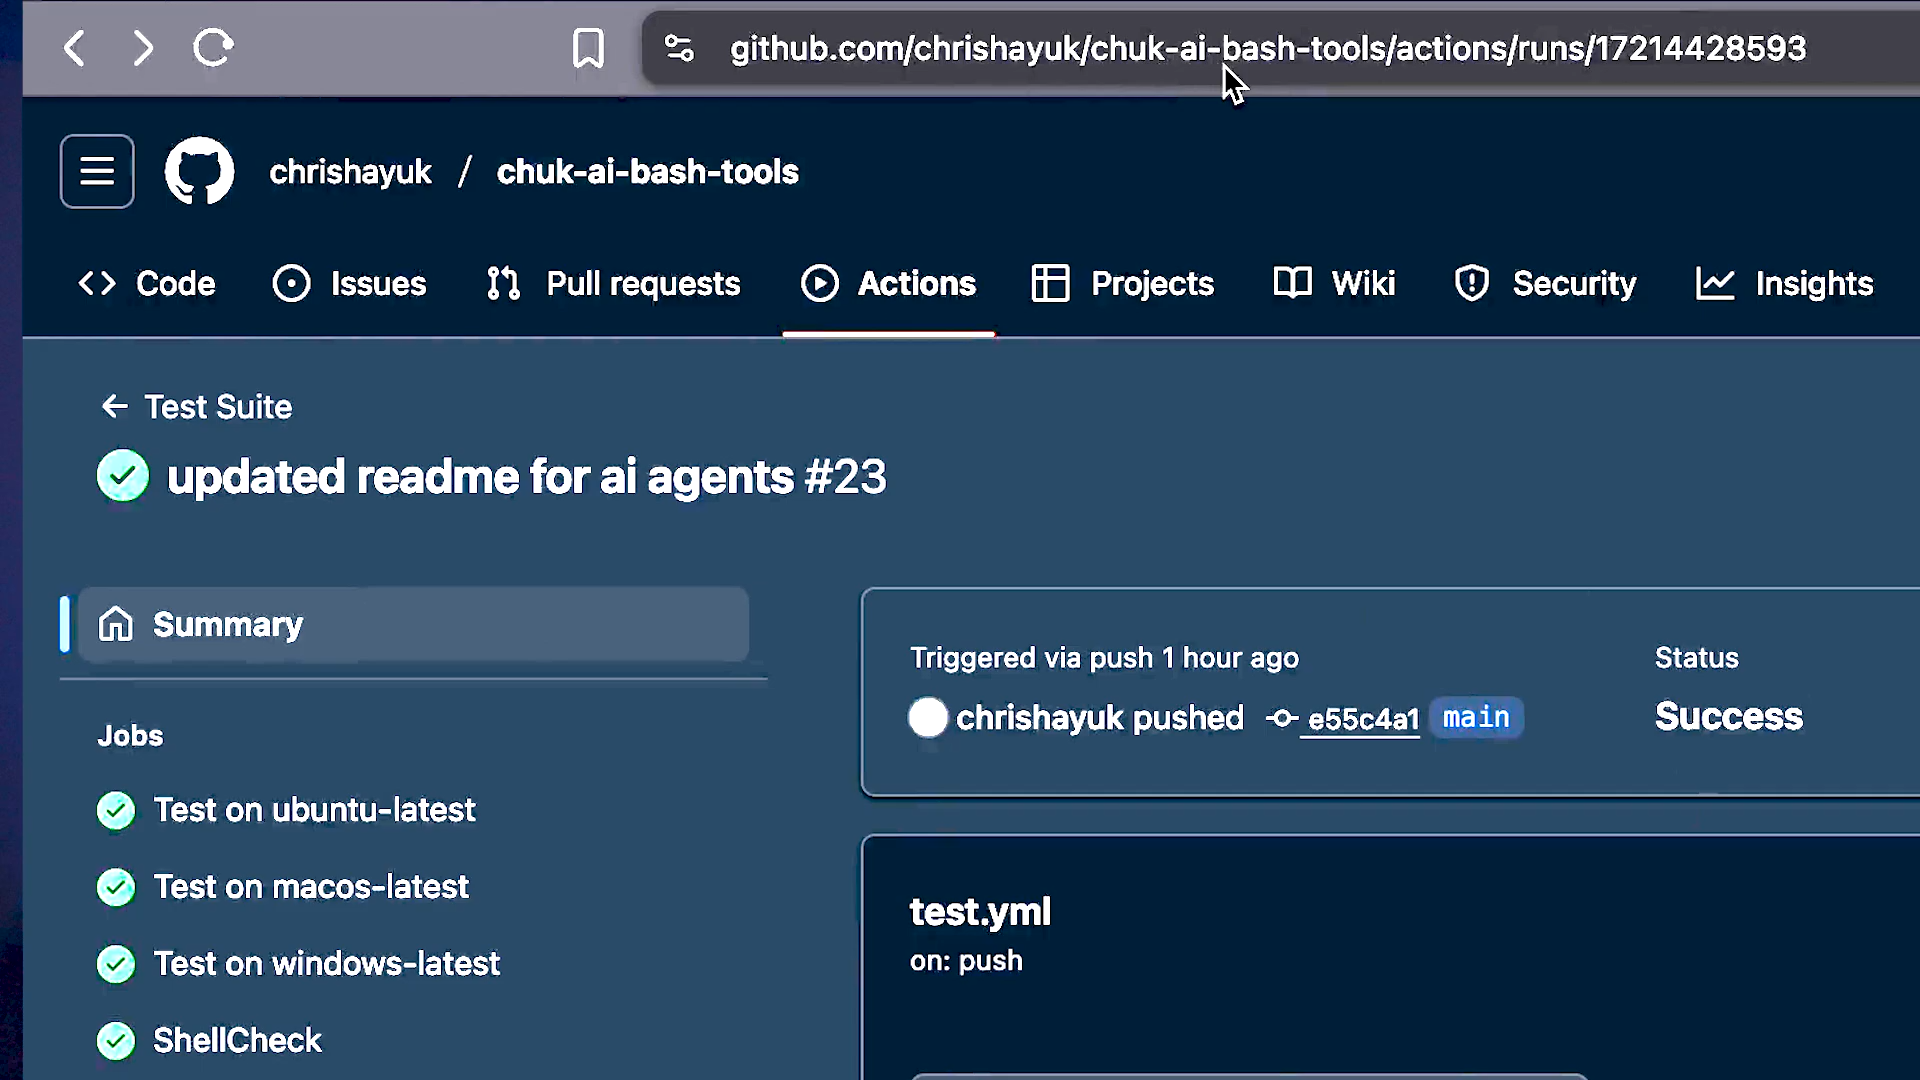 github.com/chrishayuk/chuk-ai-bash-tools/actions/runs/17214428593
chrishayuk / chuk-ai-bash-tools
Code Issues Pull requests Actions Projects Wiki Security Insights
← Test Suite
updated readme for ai agents #23
Summary
Triggered via push 1 hour ago
Status
chrishayuk pushed e55c4a1 main
Success
Jobs
Test on ubuntu-latest
Test on macos-latest
Test on windows-latest
ShellCheck
test.yml
on: push